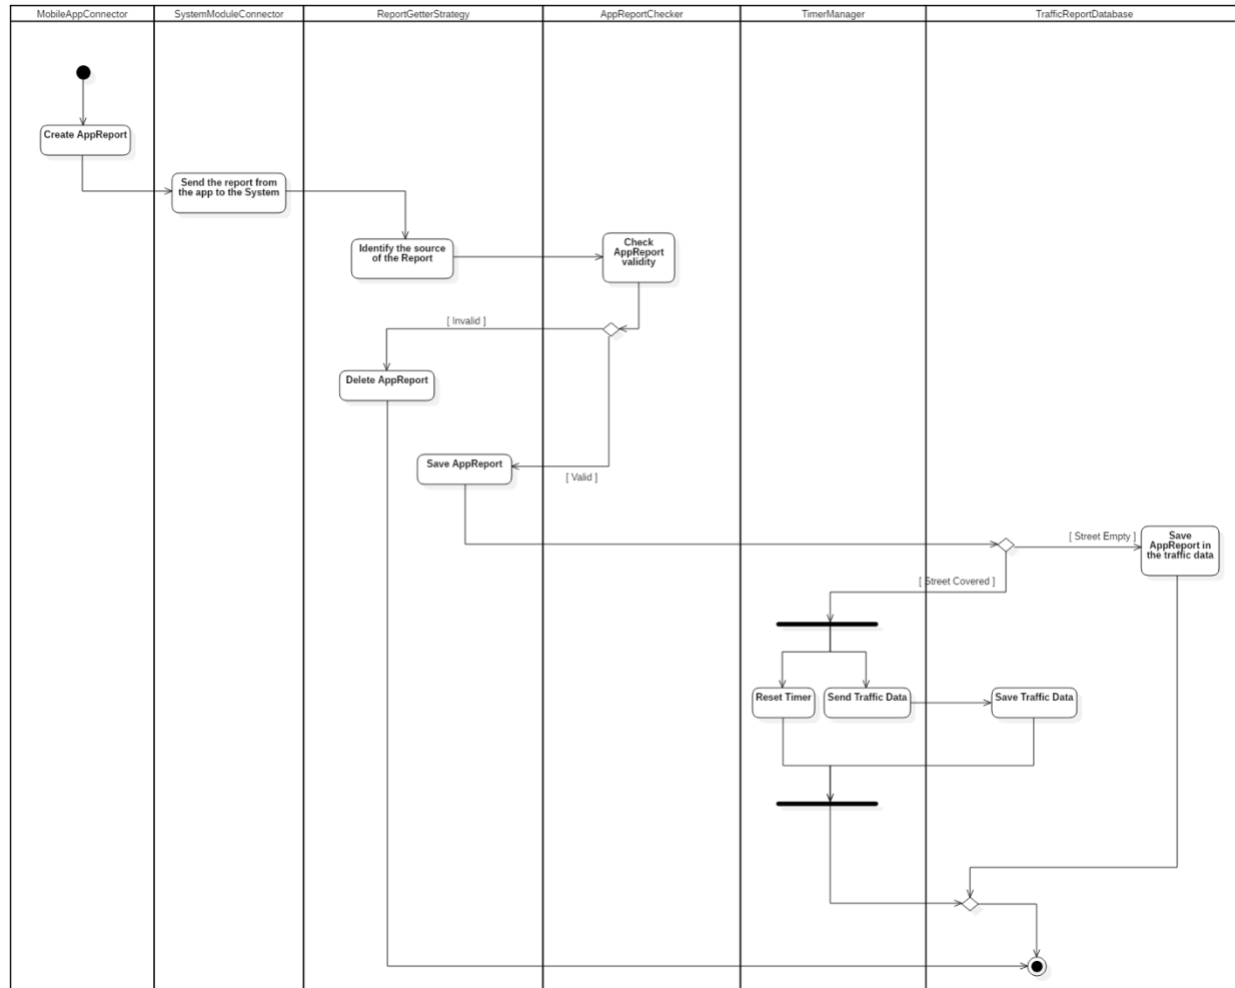 MobileAppConnector
SystemModuleConnector
ReportGetterStrategy
AppReportChecker
TimerManager
TrafficReportDatabase
Create AppReport
Send the report from
the app to the System
Identify the source
of the Report
Check
AppReport
validity
[ Invalid ]
Delete AppReport
Save AppReport
[ Valid ]
[ Street Empty ]
Save
AppReport in
the traffic data
[ Street Covered ]
Reset Timer
Send Traffic Data
Save Traffic Data